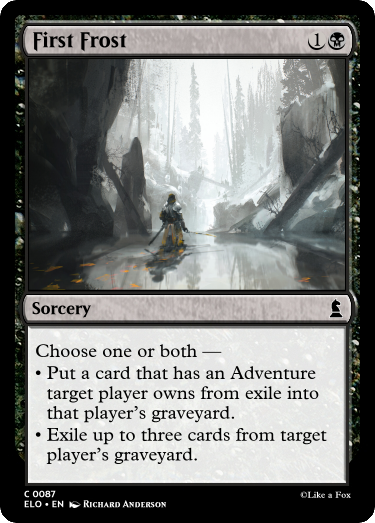 First Frost 1
Sorcery
Choose one or both —
• Put a card that has an Adventure
target player owns from exile into
that player's graveyard.
• Exile up to three cards from target
player's graveyard.
C 0087
ELO • EN Richard Anderson
©Like a Fox